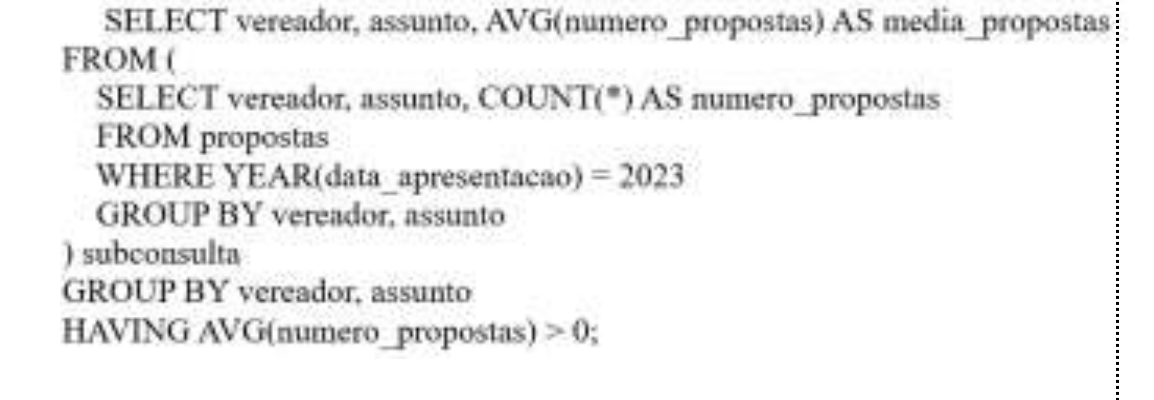 SELECT vereador, assunto, AVG(numero_propostas) AS media_propostas
FROM (
SELECT vereador, assunto, COUNT(*) AS numero_propostas
FROM propostas
WHERE YEAR(data_apresentacao) = 2023
GROUP BY vereador, assunto
) subconsulta
GROUP BY vereador, assunto
HAVING AVG(numero_propostas) > 0;